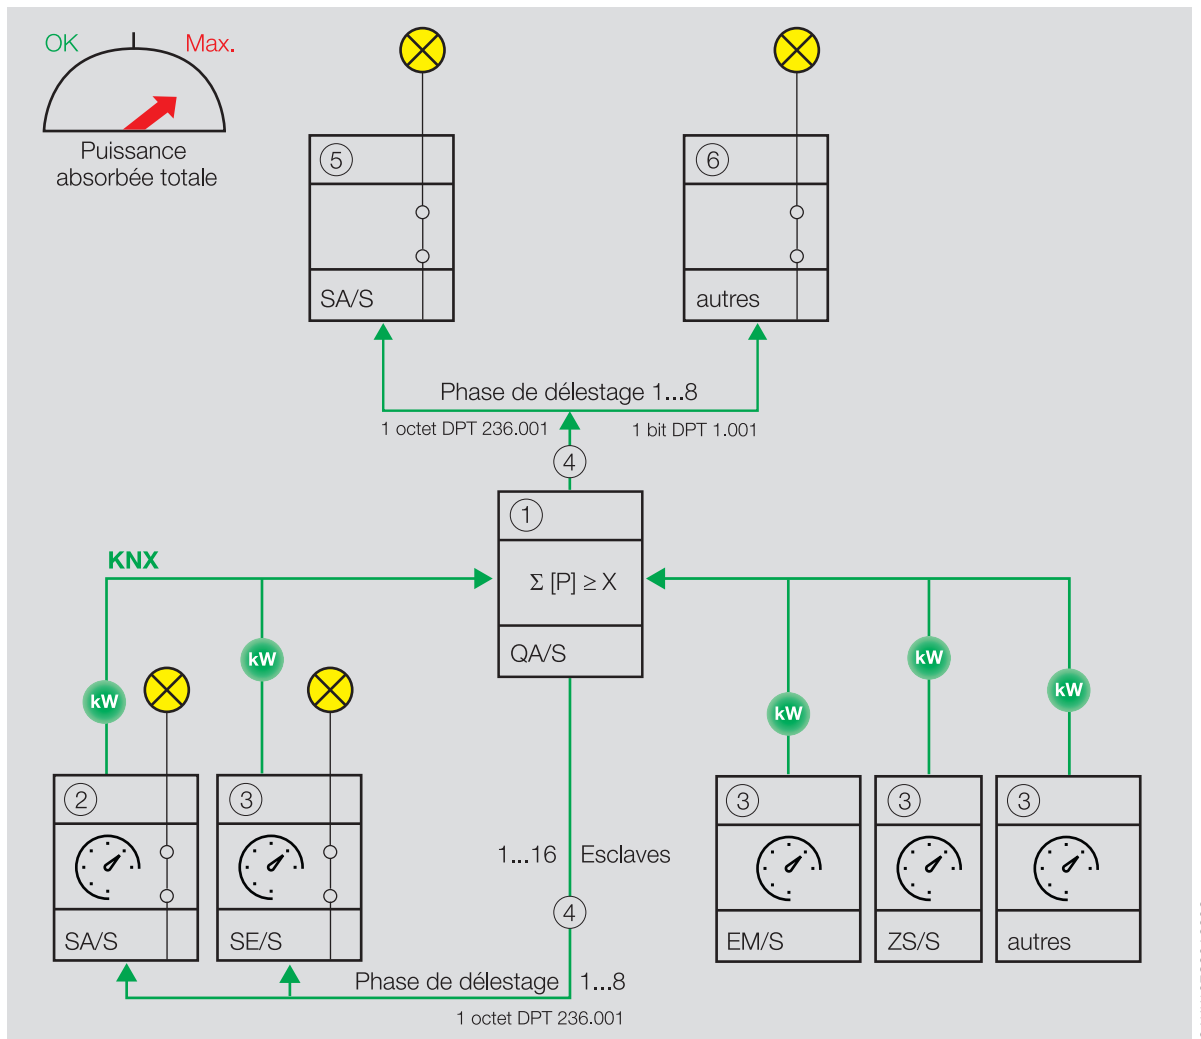 OK
Max.
Puissance
absorbée totale
5
SA/S
6
autres
Phase de délestage 1...8
1 octet DPT 236.001
1 bit DPT 1.001
4
1
Σ [P] ≥ X
QA/S
KNX
kW
kW
kW
kW
kW
2
SA/S
3
SE/S
1...16 Esclaves
4
3
EM/S
3
ZS/S
3
autres
Phase de délestage 1...8
1 octet DPT 236.001